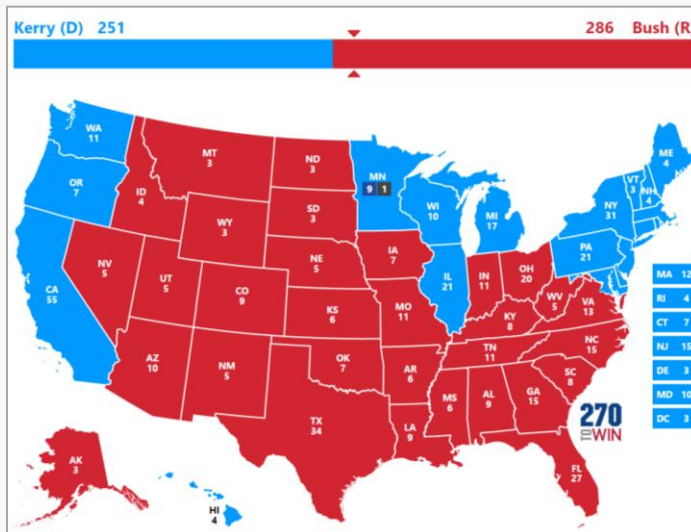 Kerry (D) 251
286 Bush (R
WA
11
OR
7
CA
55
NV
5
ID
4
MT
3
WY
3
UT
5
CO
9
AZ
10
NM
5
ND
3
SD
3
NE
5
KS
6
OK
7
TX
34
MN
9 1
IA
7
MO
11
AR
6
LA
9
WI
10
IL
21
MI
17
IN
11
OH
20
KY
8
TN
11
MS
6
AL
9
GA
15
FL
27
SC
8
NC
15
VA
13
WV
5
PA
21
NY
31
VT
3
NH
4
ME
4
MA 12
RI 4
CT 7
NJ 15
DE 3
MD 10
DC 3
AK
3
HI
4
270
TO WIN